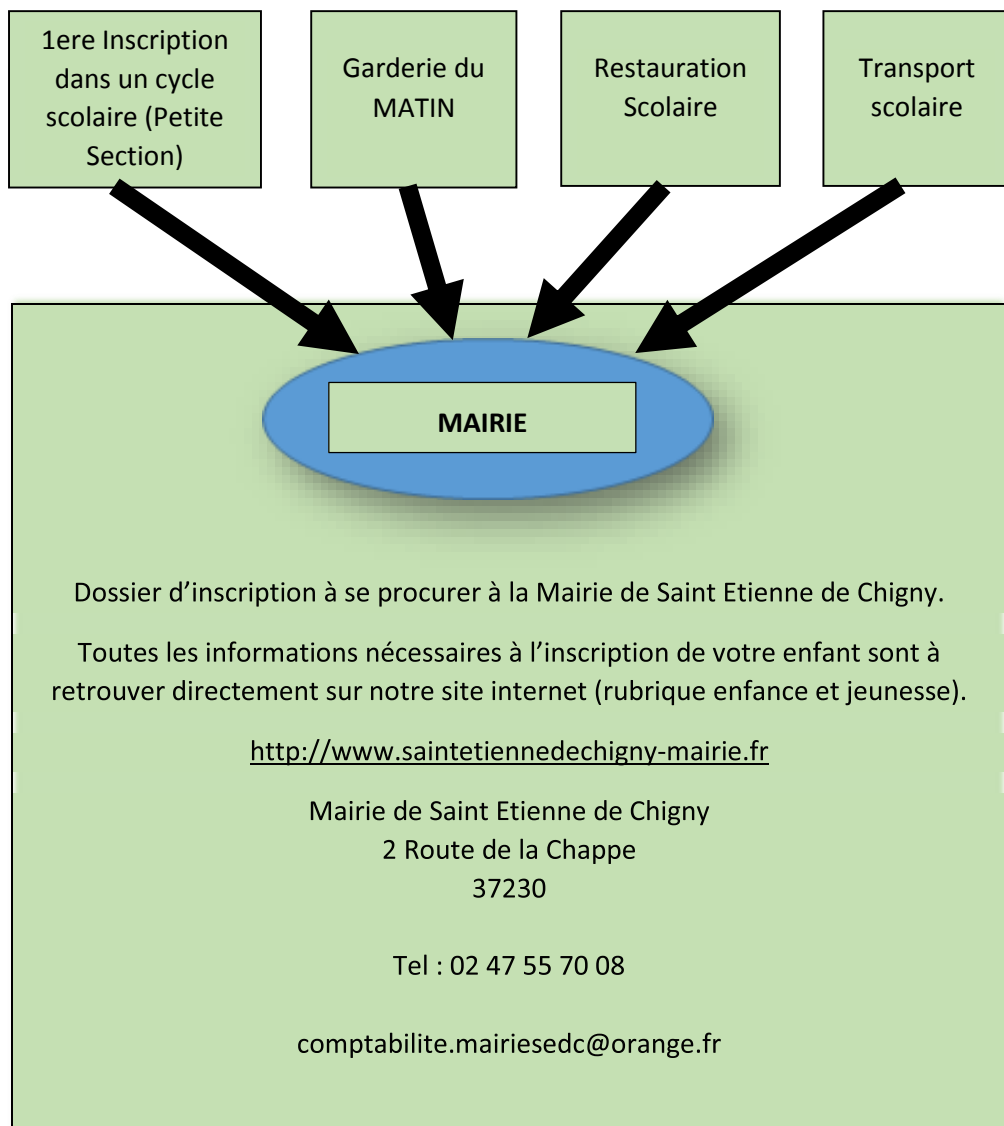 1ere Inscription
dans un cycle
scolaire (Petite
Section)
Garderie du
MATIN
Restauration
Scolaire
Transport
scolaire
MAIRIE
Dossier d’inscription à se procurer à la Mairie de Saint Etienne de Chigny.
Toutes les informations nécessaires à l’inscription de votre enfant sont à
retrouver directement sur notre site internet (rubrique enfance et jeunesse).
http://www.saintetiennedechigny-mairie.fr
Mairie de Saint Etienne de Chigny
2 Route de la Chappe
37230
Tel : 02 47 55 70 08
comptabilite.mairiesedc@orange.fr